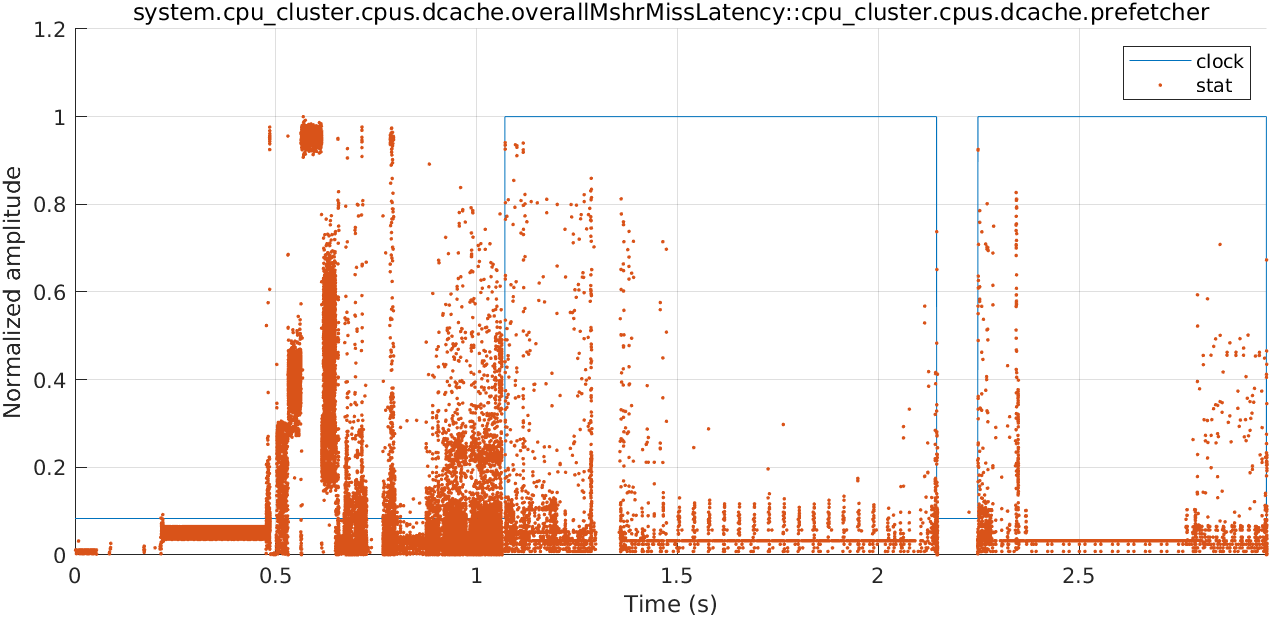 system.cpu_cluster.cpus.dcache.overallMshrMissLatency::cpu_cluster.cpus.dcache.prefetcher
1.2
1
0.8
0.6
0.4
0.2
0
Normalized amplitude
clock
stat
0 0.5 1 1.5 2 2.5
Time (s)